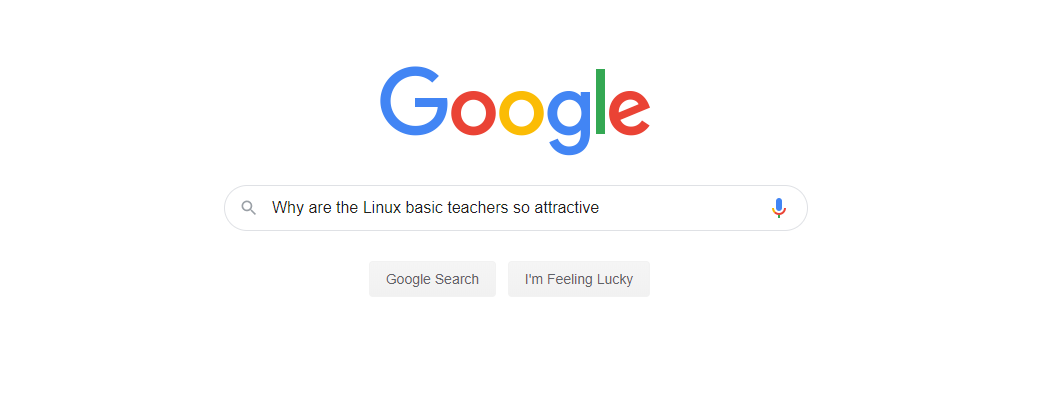 Google
Why are the Linux basic teachers so attractive
Google Search
I'm Feeling Lucky